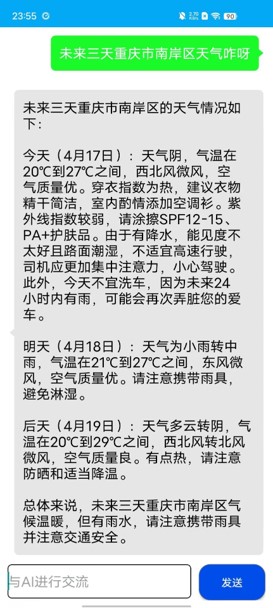 23:55
90
未来三天重庆市南岸区天气咋呀
未来三天重庆市南岸区的天气情况如
下：
今天（4月17日）：天气阴，气温在
20℃到27℃之间，西北风微风，空
气质量优。穿衣指数为热，建议衣物
精干简洁，室内酌情添加空调衫。紫
外线指数较弱，请涂擦SPF12-15、
PA+护肤品。由于有降水，能见度不
太好且路面潮湿，不适宜高速行驶，
司机应更加集中注意力，小心驾驶。
此外，今天不宜洗车，因为未来24
小时内有雨，可能会再次弄脏您的爱
车。
明天（4月18日）：天气为小雨转中
雨，气温在21℃到27℃之间，东风微
风，空气质量优。请注意携带雨具，
避免淋湿。
后天（4月19日）：天气多云转阴，气
温在20℃到29℃之间，西北风转北风
微风，空气质量良。有点热，请注意
防晒和适当降温。
总体来说，未来三天重庆市南岸区气
候温暖，但有雨水，请注意携带雨具
并注意交通安全。
与AI进行交流
发送